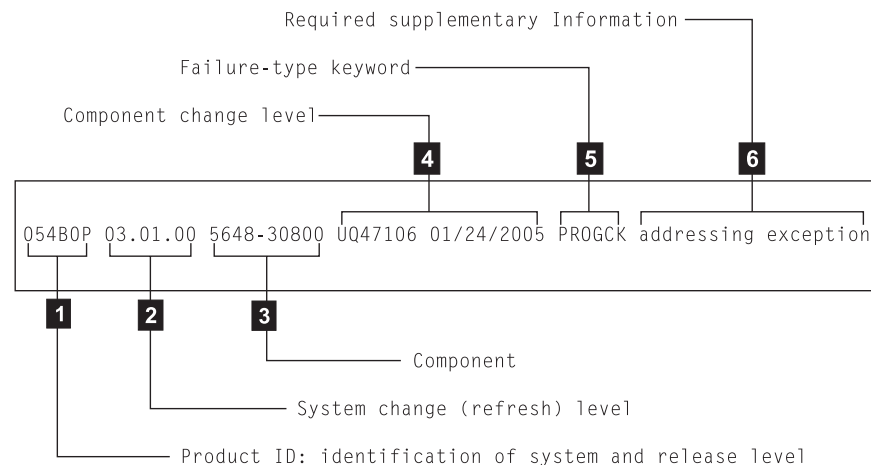 Required supplementary Information
Failure-type keyword
Component change level
4 5 6
054B0P 03.01.00 5648-30800 UQ47106 01/24/2005 PROGCK addressing exception
1 2 3
Component
System change (refresh) level
Product ID: identification of system and release level